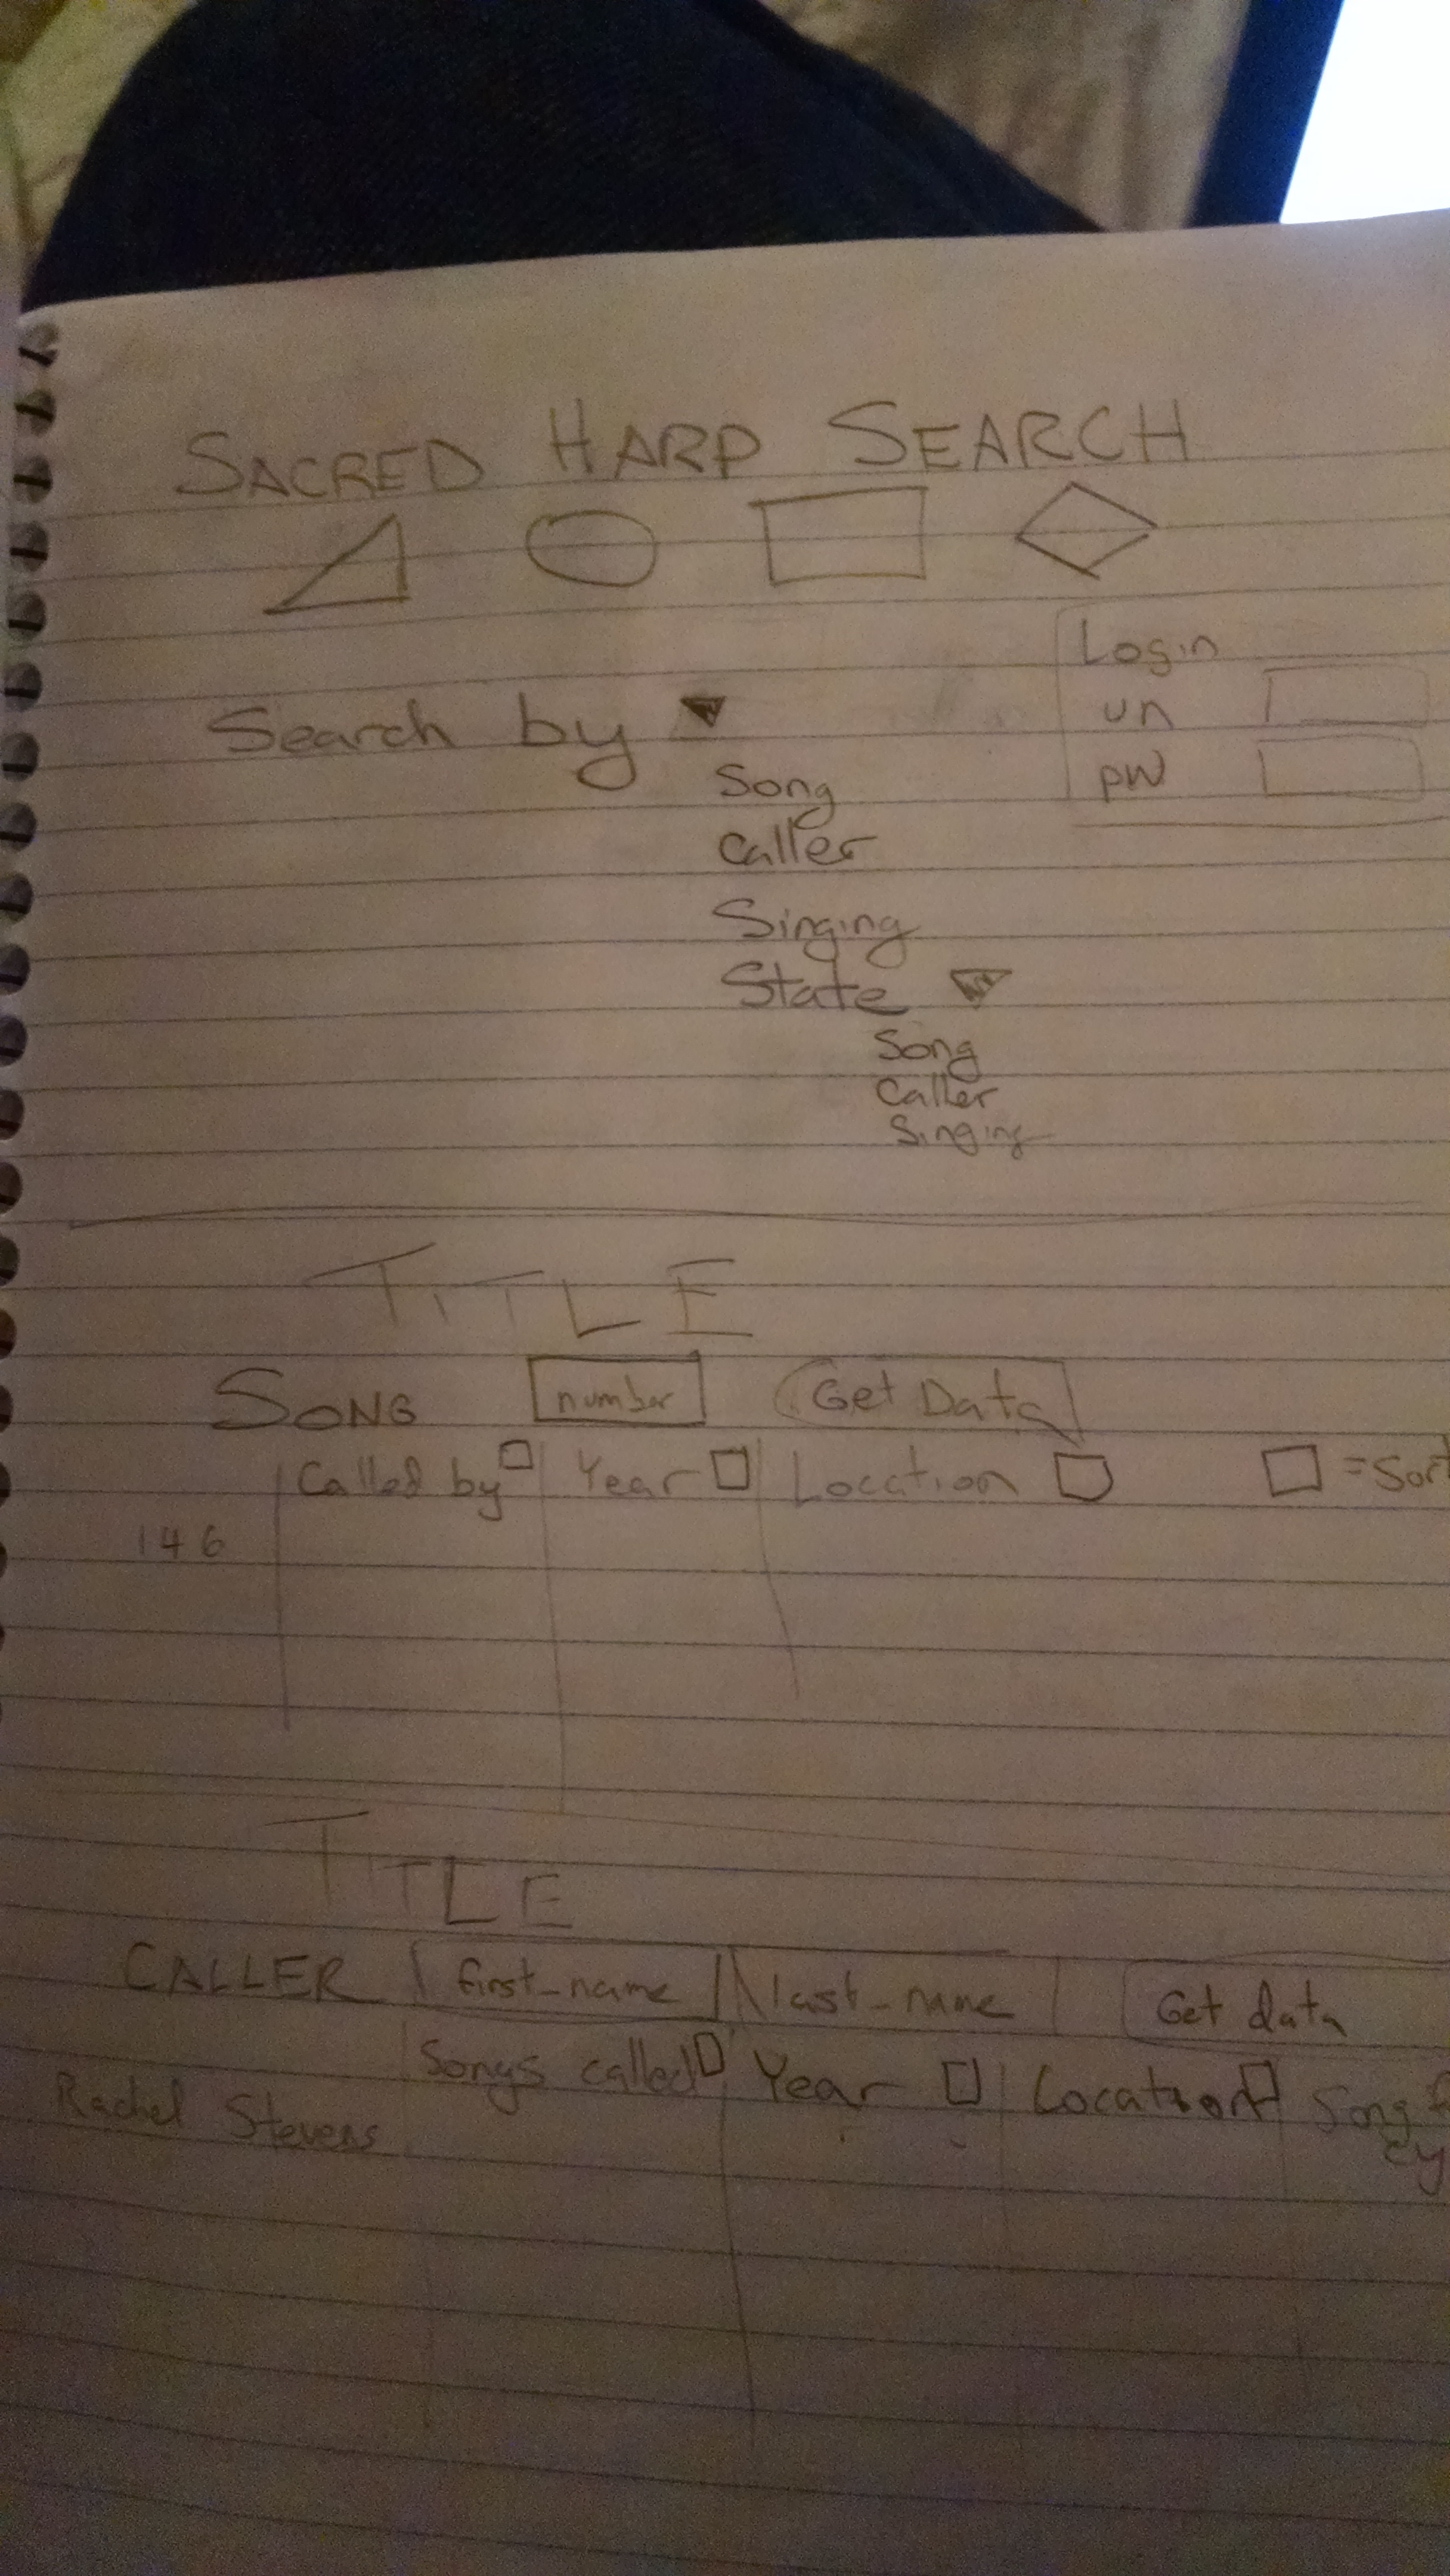 SACRED HARP SEARCH
Login
Search by
un
pw
Song
Caller
Singing
State
Song
Caller
Singing
TITLE
SONG number Get Data
Called by Year Location = Sort
146
TITLE
CALLER first_name last_name Get data
Songs called Year Location Song
Rachel Stevens cy